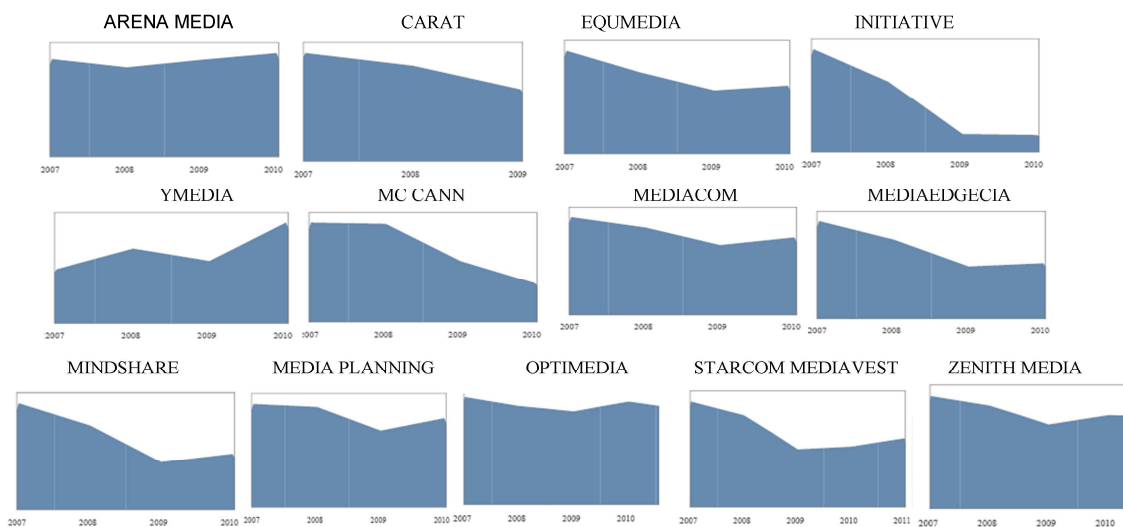 ARENA MEDIA CARAT EQUMEDIA INITIATIVE
2007 2008 2009 2010 2007 2008 2009 2007 2008 2009 2010 2007 2008 2009 2010
YMEDIA MC CANN MEDIACOM MEDIAEDGECIA
2007 2008 2009 2010 2007 2008 2009 2010 2007 2008 2009 2010 2007 2008 2009 2010
MINDSHARE MEDIA PLANNING OPTIMEDIA STARCOM MEDIAVEST ZENITH MEDIA
2007 2008 2009 2010 2007 2008 2009 2010 2007 2008 2009 2010 2007 2008 2009 2010 2011 2007 2008 2009 2010